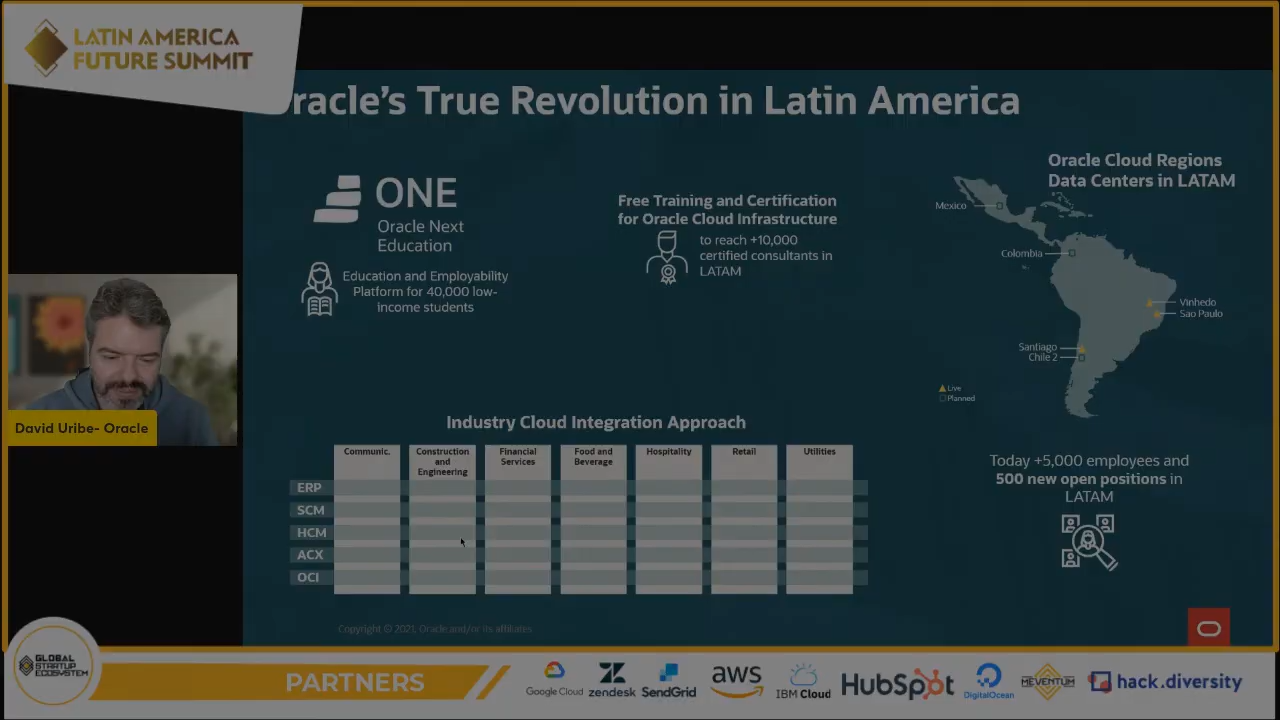 LATIN AMERICA
FUTURE SUMMIT
racle's True Revolution in Latin America
ONE
Oracle Next
Education
Education and Employability
Platform for 40,000 low-
income students
Free Training and Certification
for Oracle Cloud Infrastructure
to reach +10,000
certified consultants in
LATAM
Oracle Cloud Regions
Data Centers in LATAM
Mexico
Colombia
Vinhedo
Sao Paulo
Santiago
Chile 2
Live
Planned
David Uribe- Oracle
Industry Cloud Integration Approach
Communic.
Construction
and
Engineering
Financial
Services
Food and
Beverage
Hospitality
Retail
Utilities
ERP
SCM
HCM
ACX
OCI
Today +5,000 employees and
500 new open positions in
LATAM
Copyright © 2021, Oracle and/or its affiliates
GLOBAL
STARTUP
ECOSYSTEM
PARTNERS
Google Cloud
zendesk
SendGrid
aws
IBM Cloud
HubSpot
DigitalOcean
MEVENTUM
hack.diversity